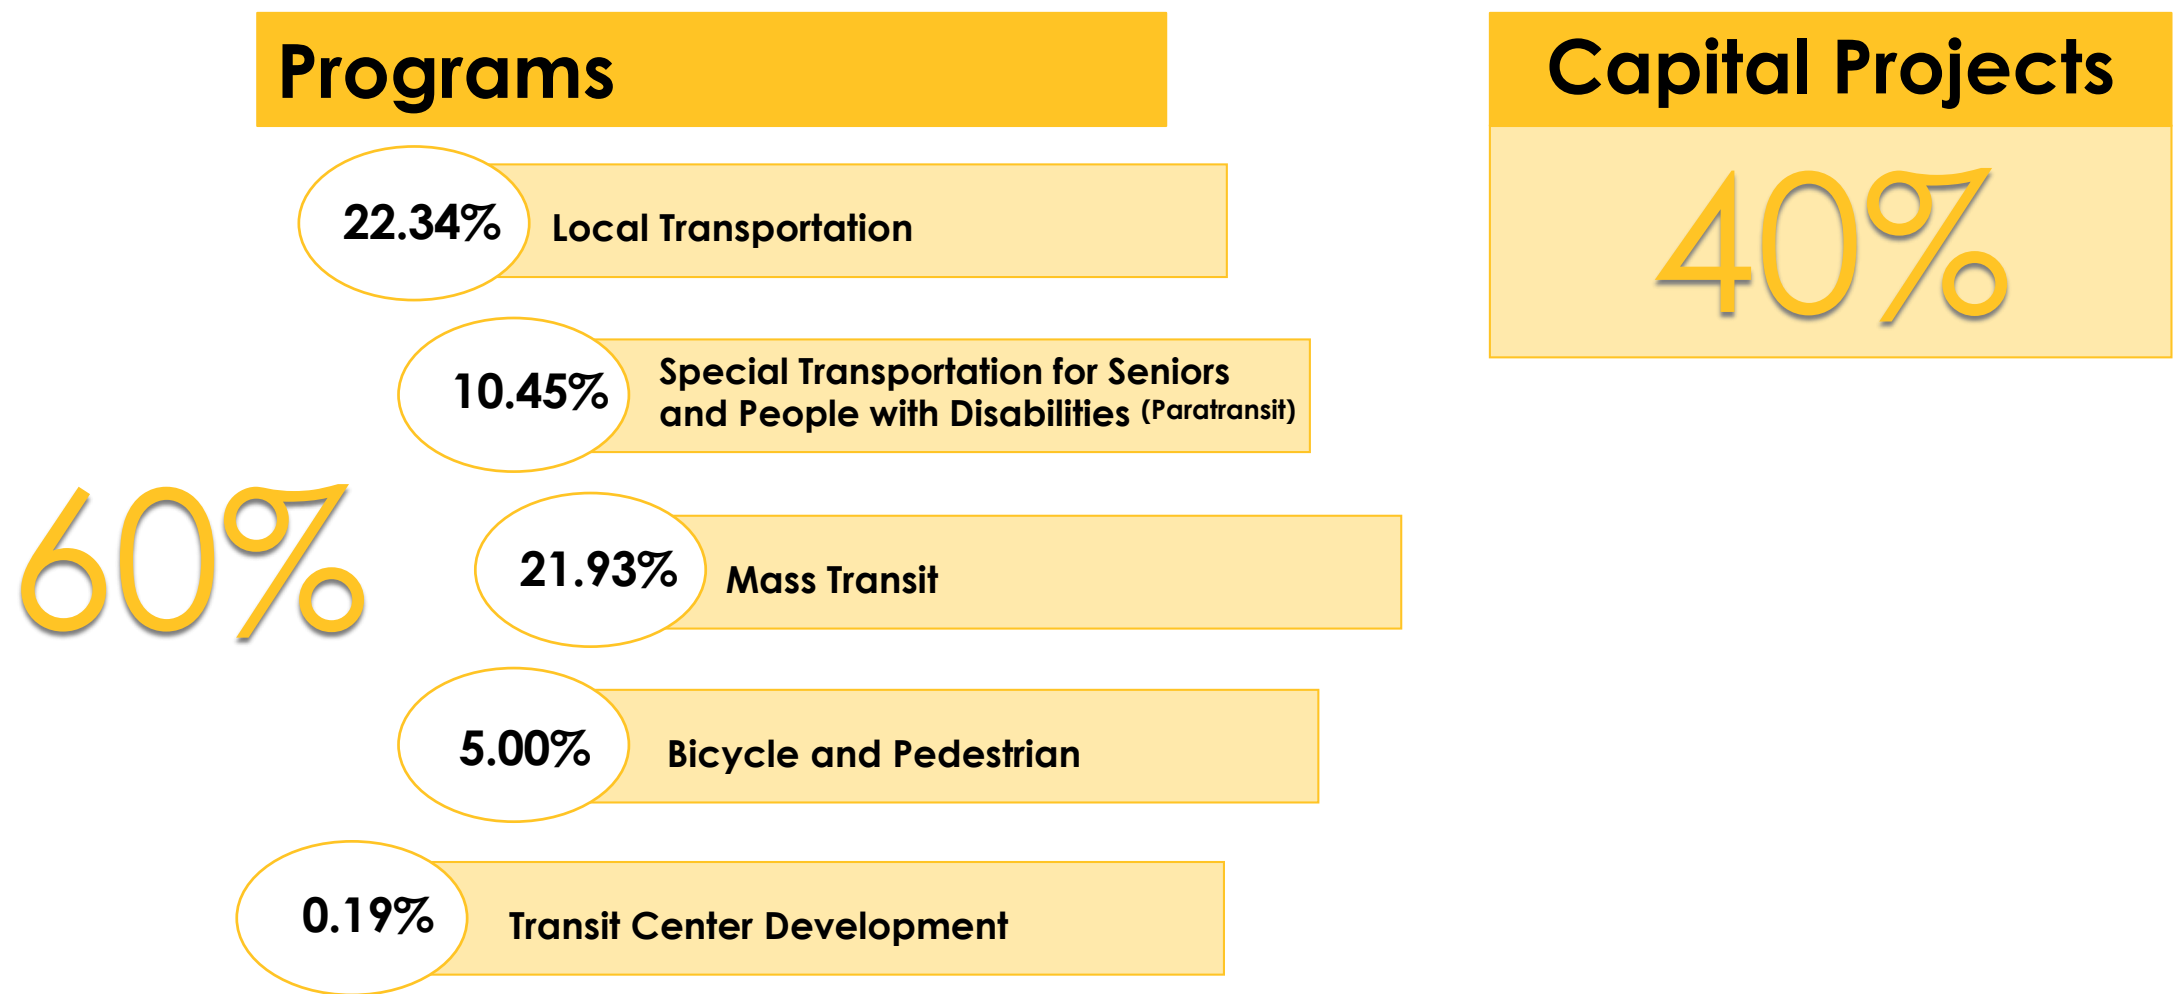 Programs
22.34%
Local Transportation
10.45%
Special Transportation for Seniors
and People with Disabilities (Paratransit)
60%
21.93%
Mass Transit
5.00%
Bicycle and Pedestrian
0.19%
Transit Center Development
Capital Projects
40%